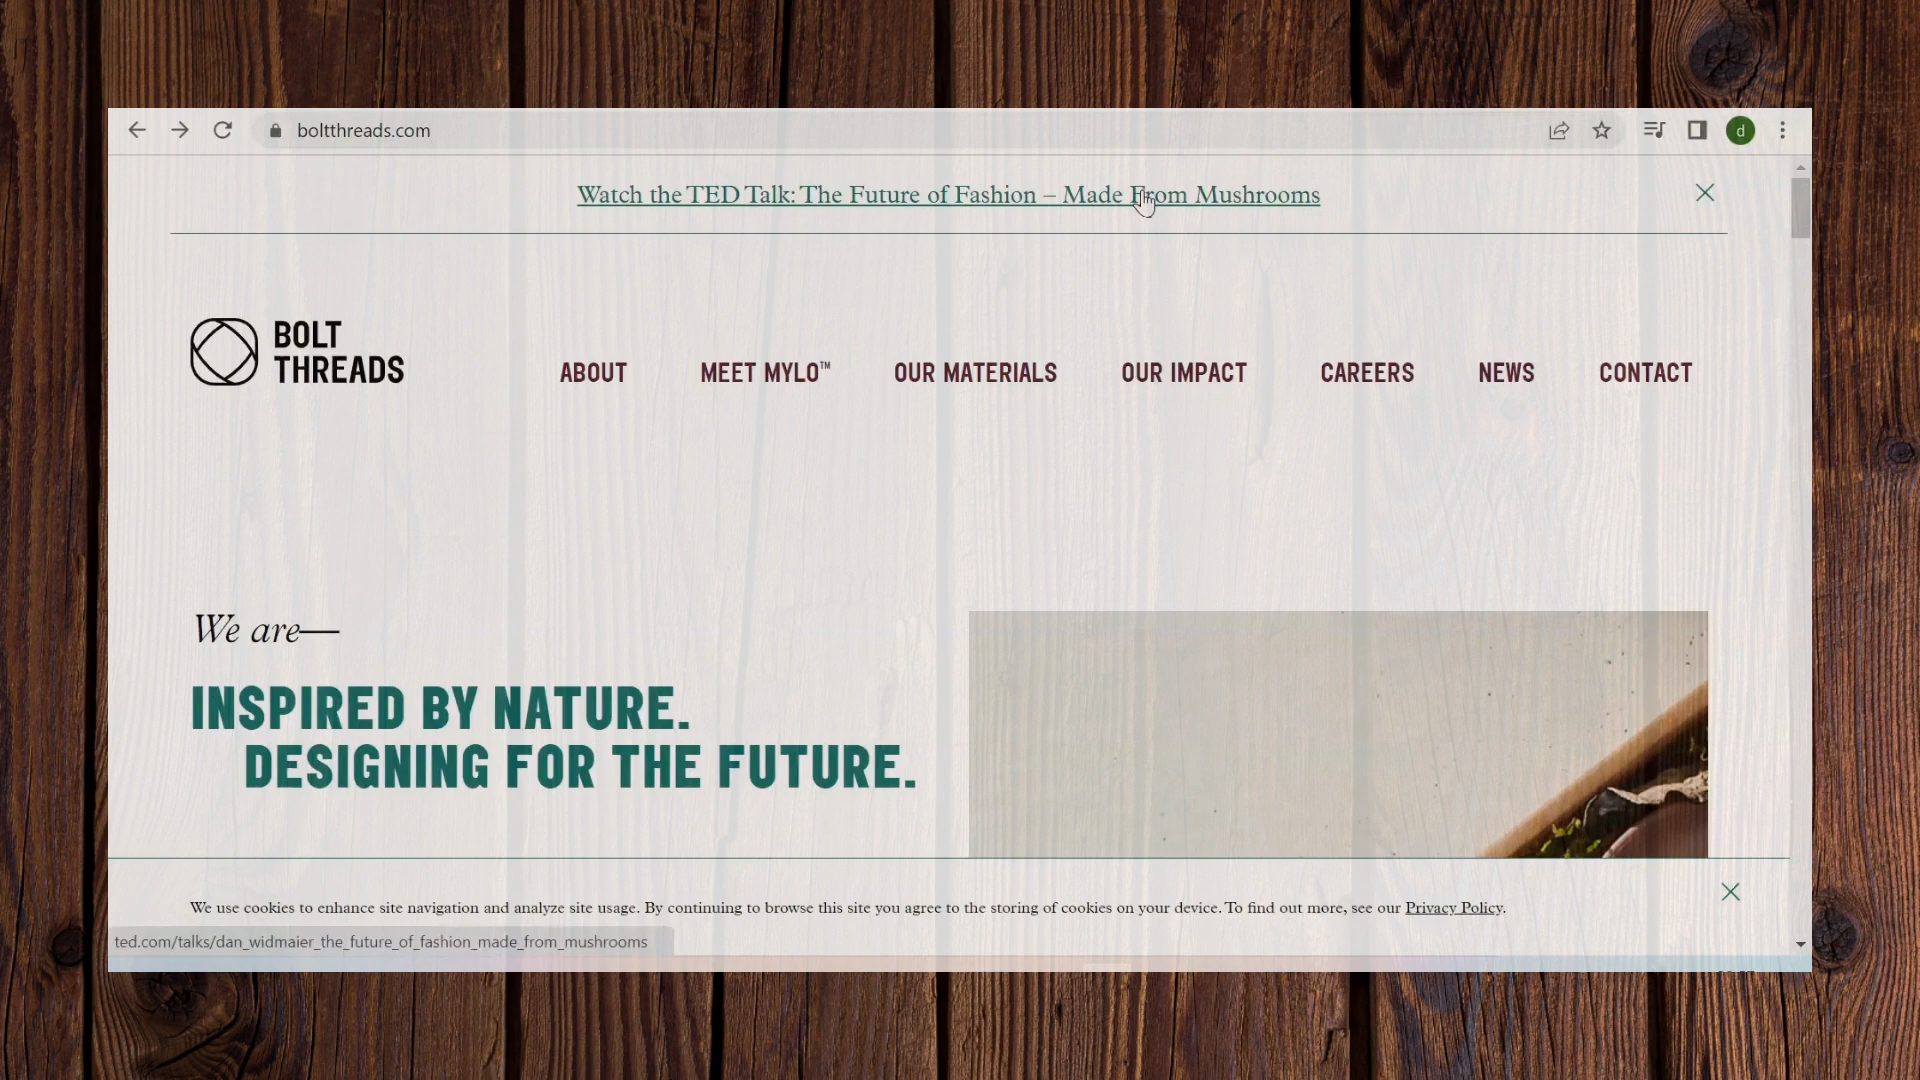 boltthreads.com
d
Watch the TED Talk: The Future of Fashion – Made From Mushrooms
BOLT
THREADS
ABOUT
MEET MYLO™
OUR MATERIALS
OUR IMPACT
CAREERS
NEWS
CONTACT
We are—
INSPIRED BY NATURE.
DESIGNING FOR THE FUTURE.
We use cookies to enhance site navigation and analyze site usage. By continuing to browse this site you agree to the storing of cookies on your device. To find out more, see our Privacy Policy.
ted.com/talks/dan_widmaier_the_future_of_fashion_made_from_mushrooms